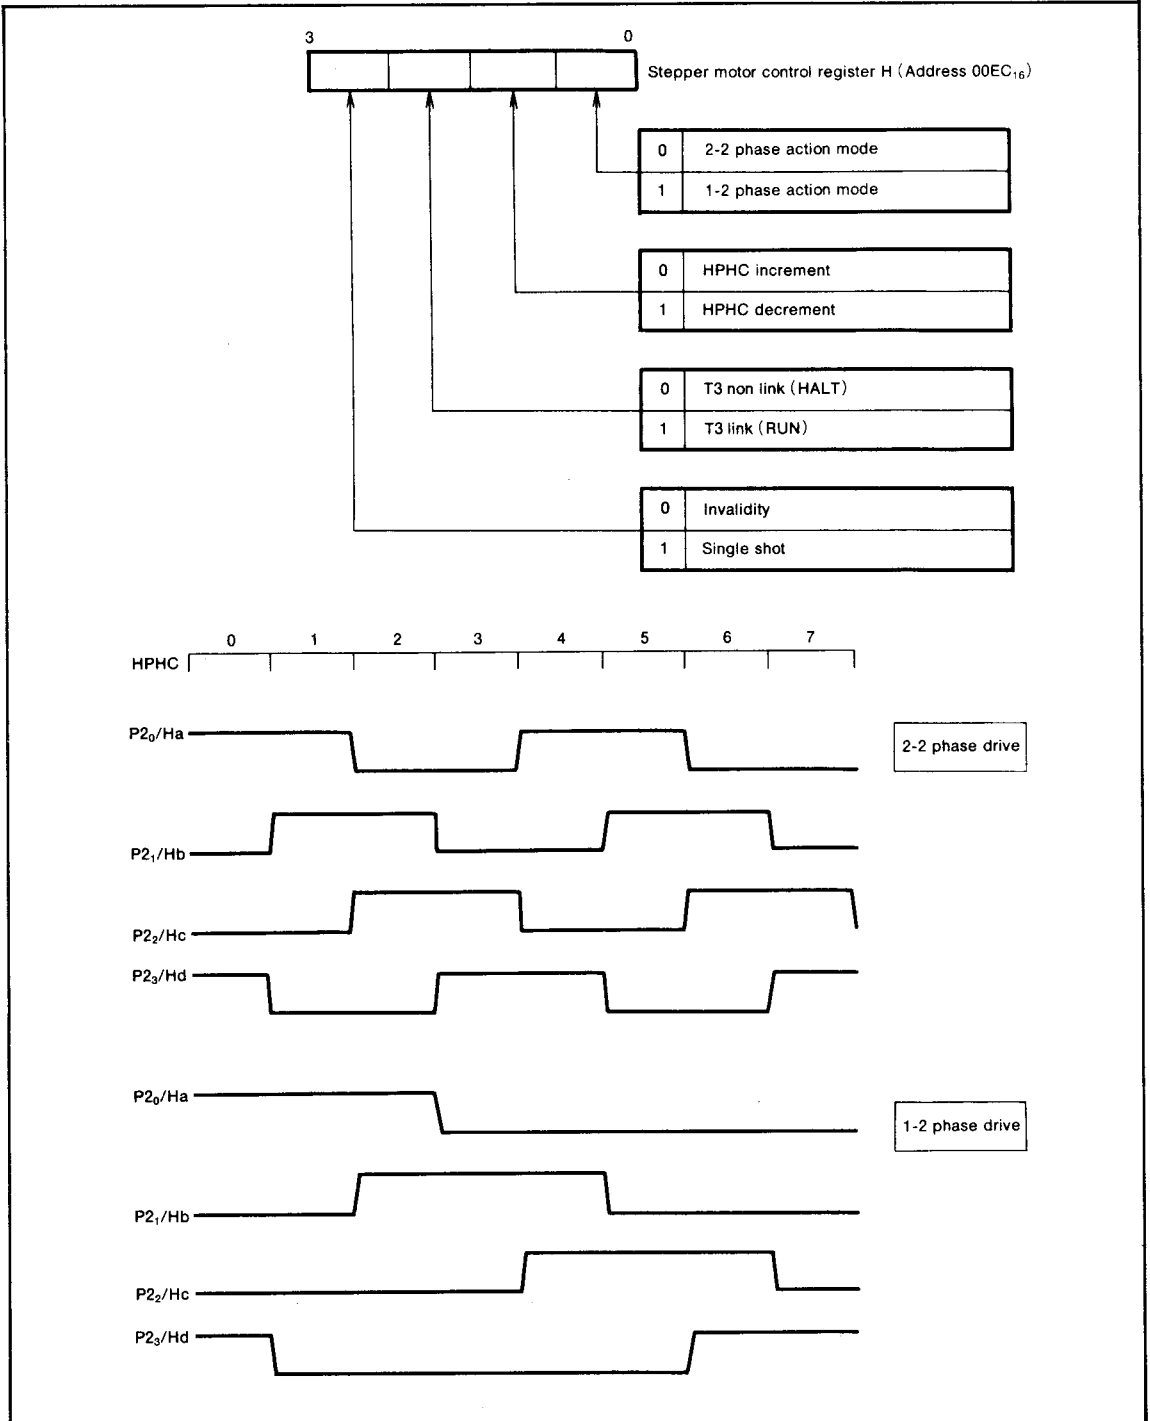 3 0
Stepper motor control register H (Address 00EC₁₆)
0 2-2 phase action mode
1 1-2 phase action mode
0 HPHC increment
1 HPHC decrement
0 T3 non link (HALT)
1 T3 link (RUN)
0 Invalidity
1 Single shot
0 1 2 3 4 5 6 7
HPHC
P2₀/Ha
2-2 phase drive
P2₁/Hb
P2₂/Hc
P2₃/Hd
P2₀/Ha
1-2 phase drive
P2₁/Hb
P2₂/Hc
P2₃/Hd